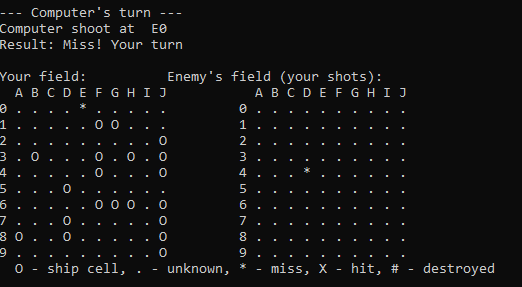 --- Computer's turn ---
Computer shoot at  E0
Result: Miss! Your turn
Your field:          Enemy's field (your shots):
  A B C D E F G H I J           A B C D E F G H I J
0 . . . . * . . . . .         0 . . . . . . . . . .
1 . . . . . O O . . .         1 . . . . . . . . . .
2 . . . . . . . . . O         2 . . . . . . . . . .
3 . O . . . O . O . O         3 . . . . . . . . . .
4 . . . . . O . . . O         4 . . . * . . . . . .
5 . . . O . . . . . .         5 . . . . . . . . . .
6 . . . . . O O O . O         6 . . . . . . . . . .
7 . . . O . . . . . O         7 . . . . . . . . . .
8 O . . O . . . . . O         8 . . . . . . . . . .
9 . . . . . . . . . O         9 . . . . . . . . . .
  O - ship cell, . - unknown, * - miss, X - hit, # - destroyed